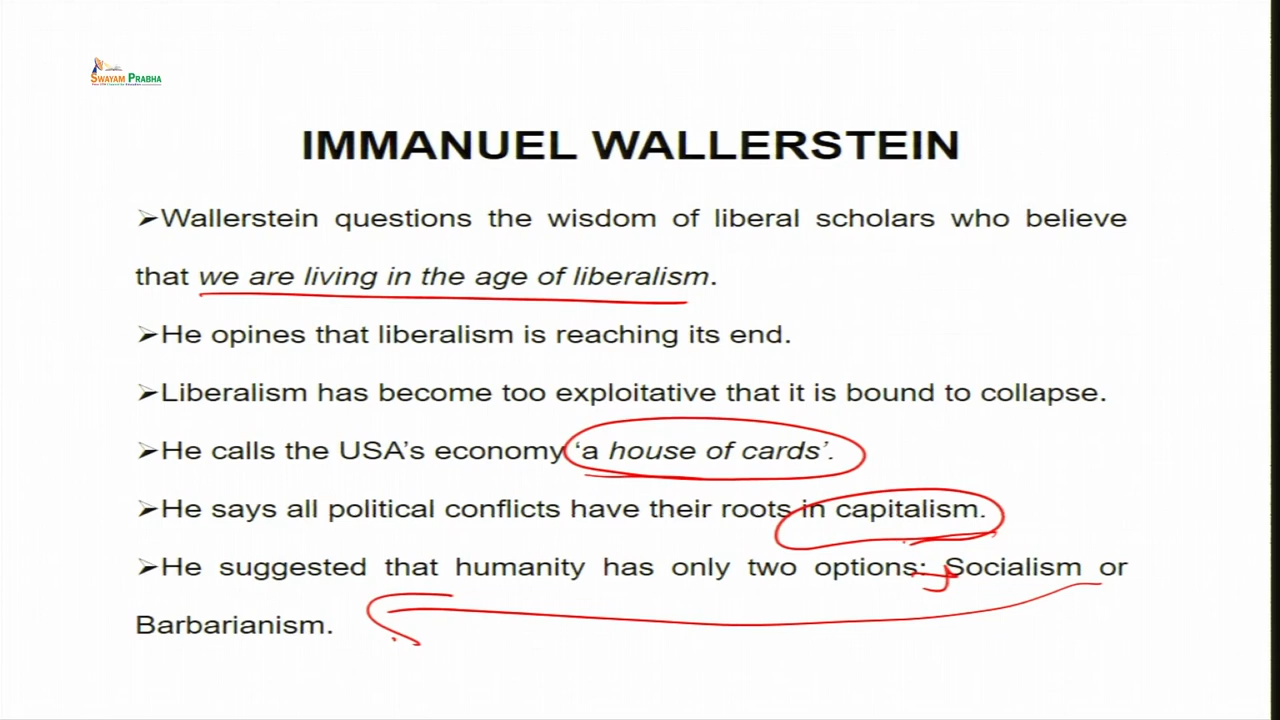 SWAYAM PRABHA
IMMANUEL WALLERSTEIN
➢Wallerstein questions the wisdom of liberal scholars who believe
that we are living in the age of liberalism.
➢He opines that liberalism is reaching its end.
➢Liberalism has become too exploitative that it is bound to collapse.
➢He calls the USA's economy 'a house of cards'.
➢He says all political conflicts have their roots in capitalism.
➢He suggested that humanity has only two options: Socialism or
Barbarianism.